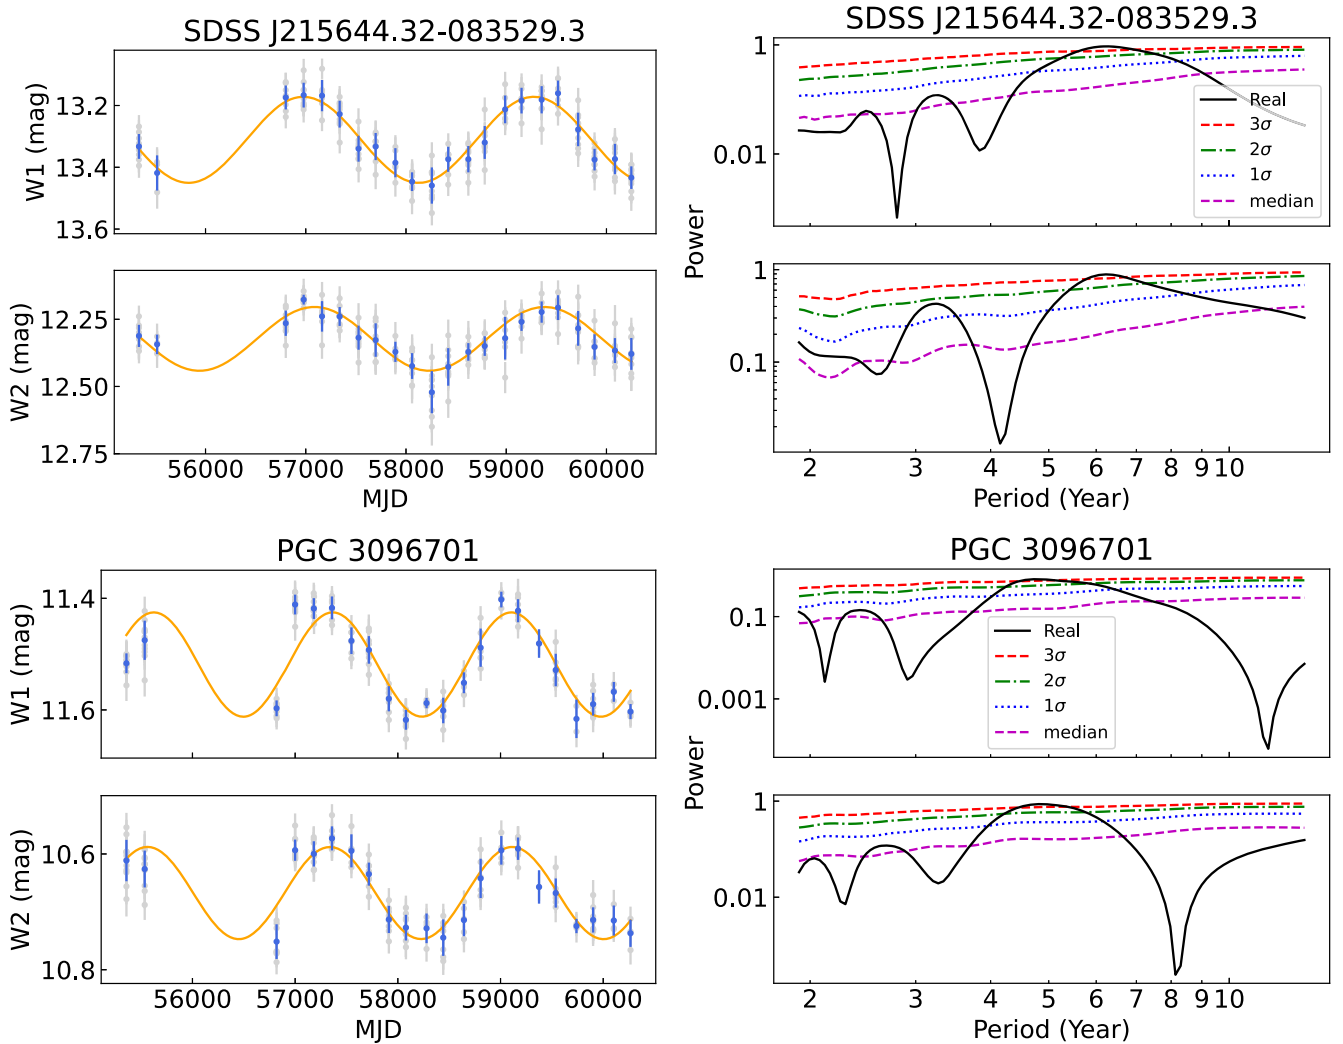 SDSS J215644.32-083529.3
W1 (mag)
13.2
13.4
13.6
W2 (mag)
12.25
12.50
12.75
56000 57000 58000 59000 60000
MJD
SDSS J215644.32-083529.3
Power
1
0.01
Real
3σ
2σ
1σ
median
1
0.1
2 3 4 5 6 7 8 9 10
Period (Year)
PGC 3096701
W1 (mag)
11.4
11.6
W2 (mag)
10.6
10.8
56000 57000 58000 59000 60000
MJD
PGC 3096701
Power
0.1
0.001
Real
3σ
2σ
1σ
median
1
0.01
2 3 4 5 6 7 8 9 10
Period (Year)